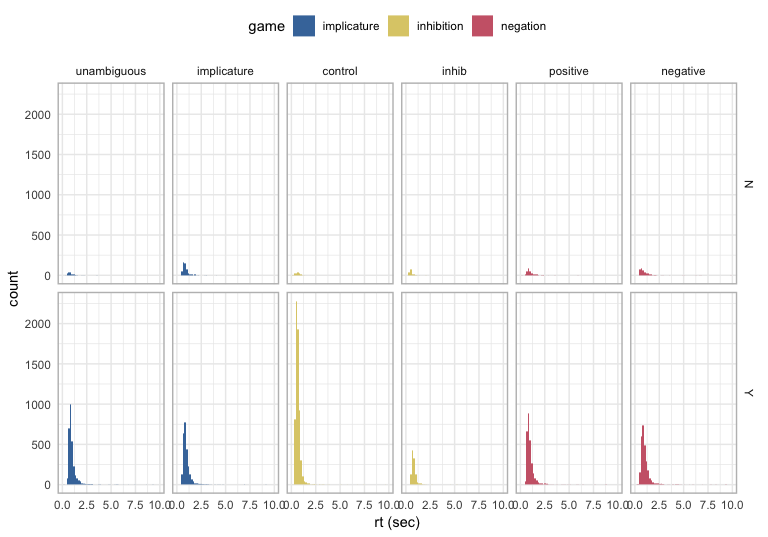 game implicature inhibition negation
unambiguous implicature control inhib positive negative
2000
1500
1000
500
0
N
2000
1500
1000
500
0
Y
count
0.0 2.5 5.0 7.5 10.0 0.0 2.5 5.0 7.5 10.0 0.0 2.5 5.0 7.5 10.0 0.0 2.5 5.0 7.5 10.0 0.0 2.5 5.0 7.5 10.0 0.0 2.5 5.0 7.5 10.0
rt (sec)